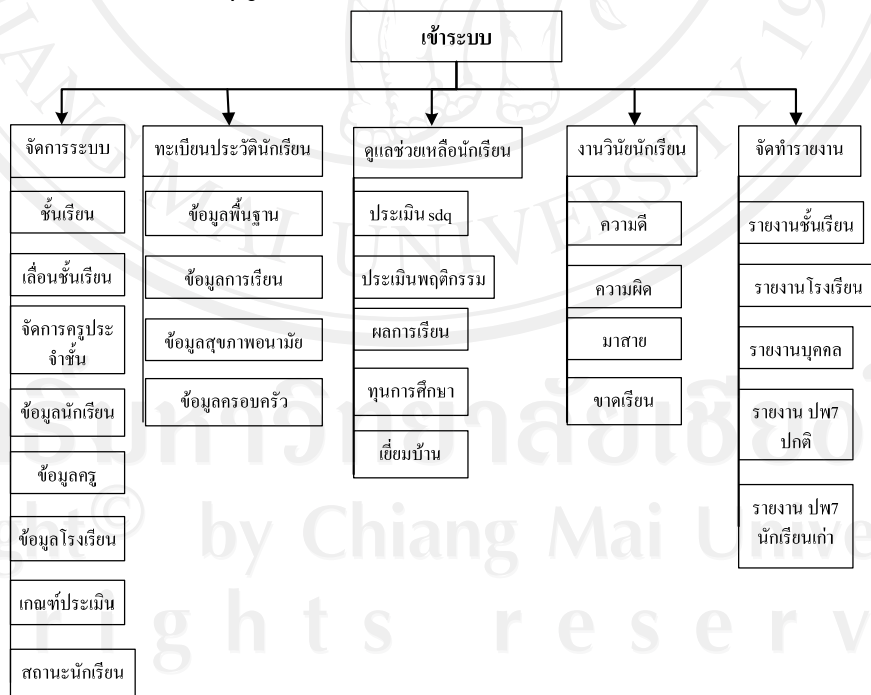 เข้าระบบ
จัดการระบบ
ชั้นเรียน
เลื่อนชั้นเรียน
จัดการครูประ
จำชั้น
ข้อมูลนักเรียน
ข้อมูลครู
ข้อมูลโรงเรียน
เกณฑ์ประเมิน
สถานะนักเรียน
ทะเบียนประวัตินักเรียน
ข้อมูลพื้นฐาน
ข้อมูลการเรียน
ข้อมูลสุขภาพอนามัย
ข้อมูลครอบครัว
ดูแลช่วยเหลือนักเรียน
ประเมิน sdq
ประเมินพฤติกรรม
ผลการเรียน
ทุนการศึกษา
เยี่ยมบ้าน
งานวินัยนักเรียน
ความดี
ความผิด
มาสาย
ขาดเรียน
จัดทำรายงาน
รายงานชั้นเรียน
รายงานโรงเรียน
รายงานบุคคล
รายงาน ปพ7
ปกติ
รายงาน ปพ7
นักเรียนเก่า
by Chiang Mai Unive
rights reserv